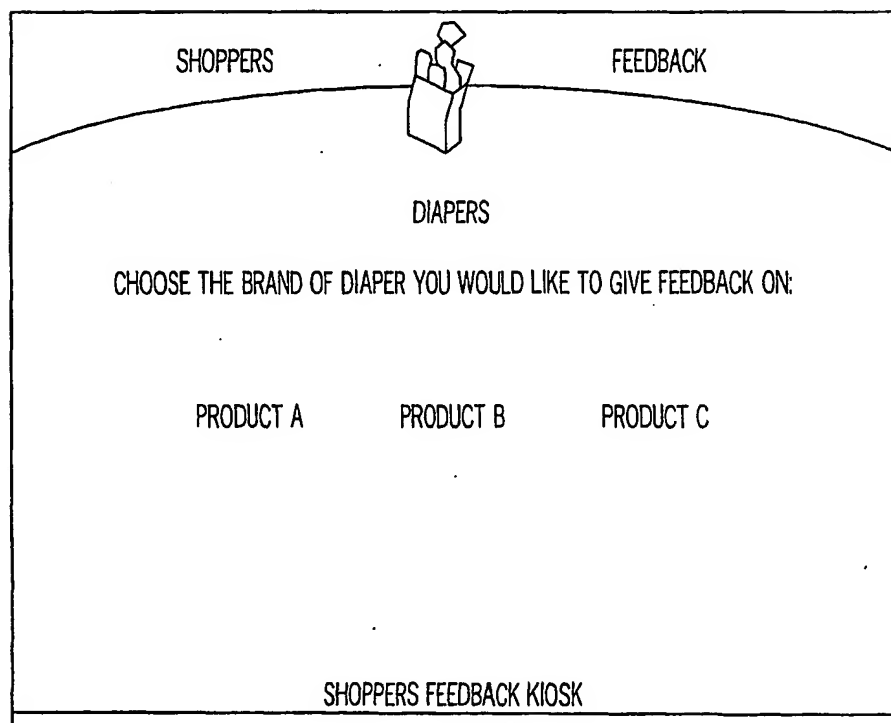 SHOPPERS FEEDBACK
DIAPERS
CHOOSE THE BRAND OF DIAPER YOU WOULD LIKE TO GIVE FEEDBACK ON:
PRODUCT A PRODUCT B PRODUCT C
SHOPPERS FEEDBACK KIOSK